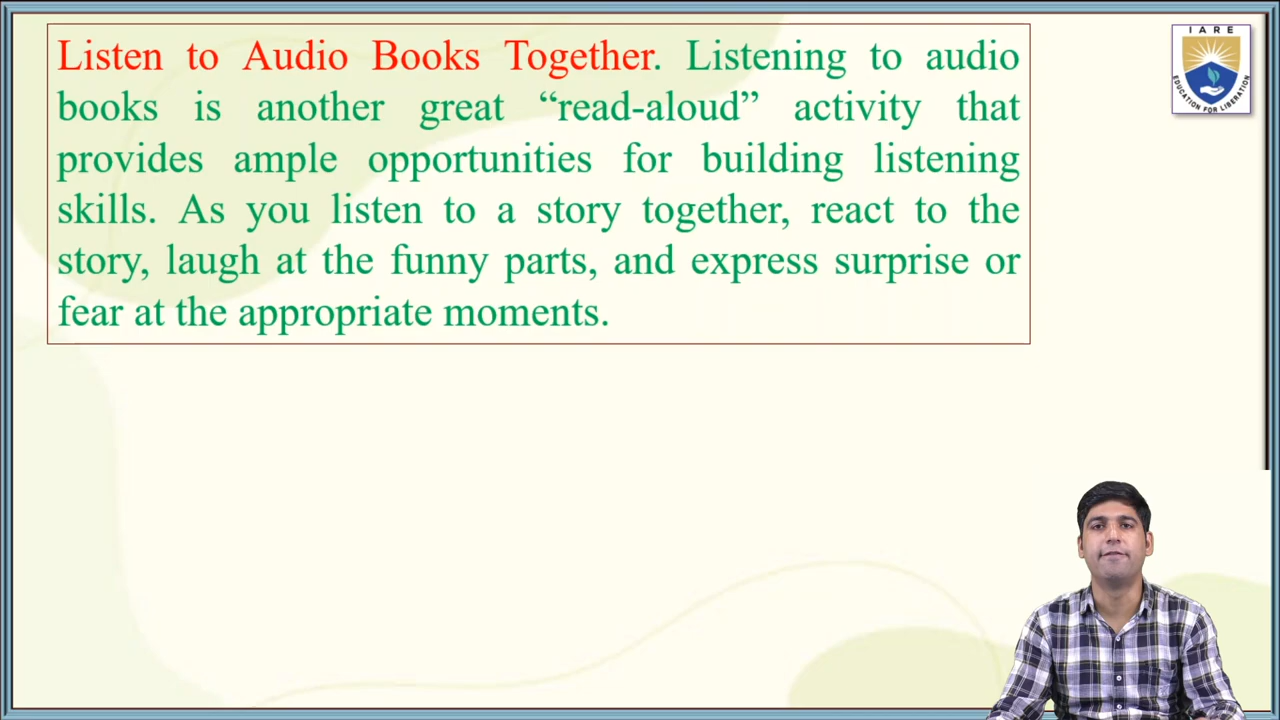 Listen to Audio Books Together. Listening to audio
books is another great “read-aloud” activity that
provides ample opportunities for building listening
skills. As you listen to a story together, react to the
story, laugh at the funny parts, and express surprise or
fear at the appropriate moments.
IARE
EDUCATION FOR LIBERATION